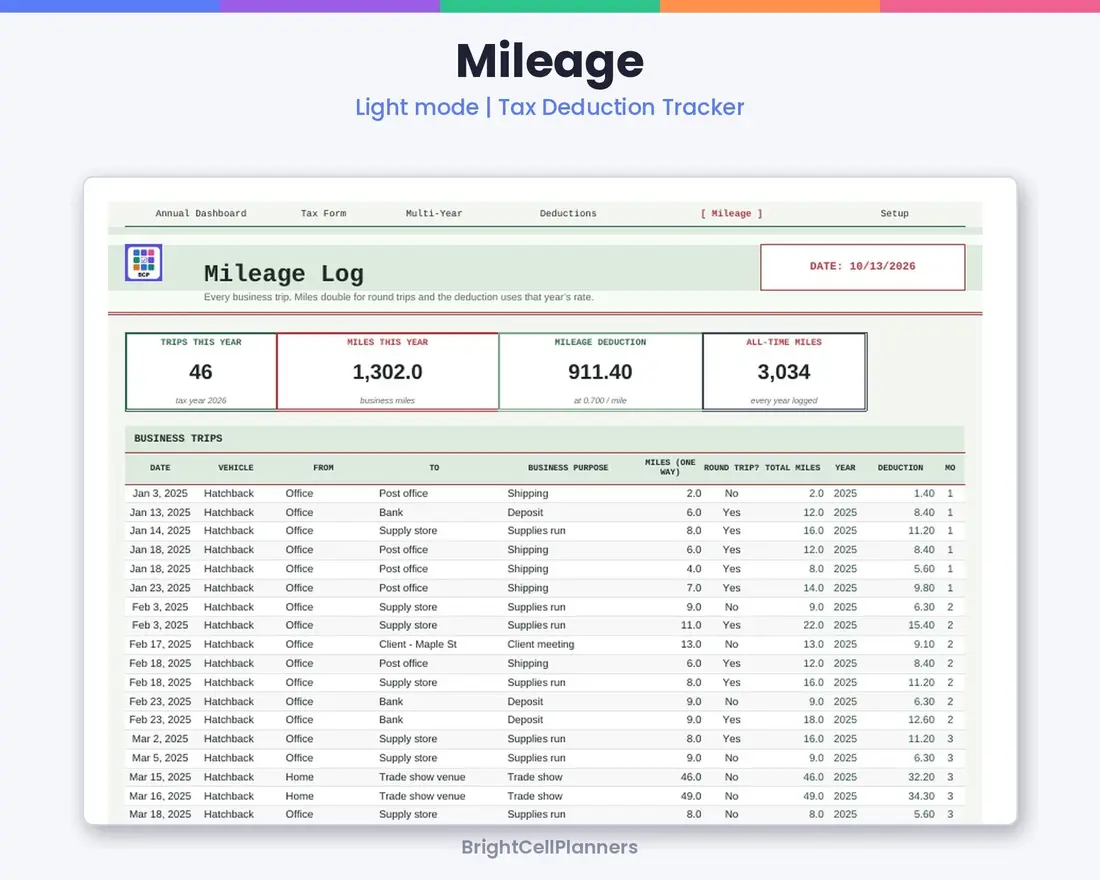 Mileage
Light mode | Tax Deduction Tracker
Annual Dashboard Tax Form Multi-Year Deductions [ Mileage ] Setup
BCP
Mileage Log
DATE: 10/13/2026
Every business trip. Miles double for round trips and the deduction uses that year's rate.
TRIPS THIS YEAR MILES THIS YEAR MILEAGE DEDUCTION ALL-TIME MILES
46 1,302.0 911.40 3,034
tax year 2026 business miles at 0.700 / mile every year logged
BUSINESS TRIPS
DATE VEHICLE FROM TO BUSINESS PURPOSE MILES (ONE WAY) ROUND TRIP? TOTAL MILES YEAR DEDUCTION MO
Jan 3, 2025 Hatchback Office Post office Shipping 2.0 No 2.0 2025 1.40 1
Jan 13, 2025 Hatchback Office Bank Deposit 6.0 Yes 12.0 2025 8.40 1
Jan 14, 2025 Hatchback Office Supply store Supplies run 8.0 Yes 16.0 2025 11.20 1
Jan 18, 2025 Hatchback Office Post office Shipping 6.0 Yes 12.0 2025 8.40 1
Jan 18, 2025 Hatchback Office Post office Shipping 4.0 Yes 8.0 2025 5.60 1
Jan 23, 2025 Hatchback Office Post office Shipping 7.0 Yes 14.0 2025 9.80 1
Feb 3, 2025 Hatchback Office Supply store Supplies run 9.0 No 9.0 2025 6.30 2
Feb 3, 2025 Hatchback Office Supply store Supplies run 11.0 Yes 22.0 2025 15.40 2
Feb 17, 2025 Hatchback Office Client - Maple St Client meeting 13.0 No 13.0 2025 9.10 2
Feb 18, 2025 Hatchback Office Post office Shipping 6.0 Yes 12.0 2025 8.40 2
Feb 18, 2025 Hatchback Office Supply store Supplies run 8.0 Yes 16.0 2025 11.20 2
Feb 23, 2025 Hatchback Office Bank Deposit 9.0 No 9.0 2025 6.30 2
Feb 23, 2025 Hatchback Office Bank Deposit 9.0 Yes 18.0 2025 12.60 2
Mar 2, 2025 Hatchback Office Supply store Supplies run 8.0 Yes 16.0 2025 11.20 3
Mar 5, 2025 Hatchback Office Supply store Supplies run 9.0 No 9.0 2025 6.30 3
Mar 15, 2025 Hatchback Home Trade show venue Trade show 46.0 No 46.0 2025 32.20 3
Mar 16, 2025 Hatchback Home Trade show venue Trade show 49.0 No 49.0 2025 34.30 3
Mar 18, 2025 Hatchback Office Supply store Supplies run 8.0 No 8.0 2025 5.60 3
BrightCellPlanners